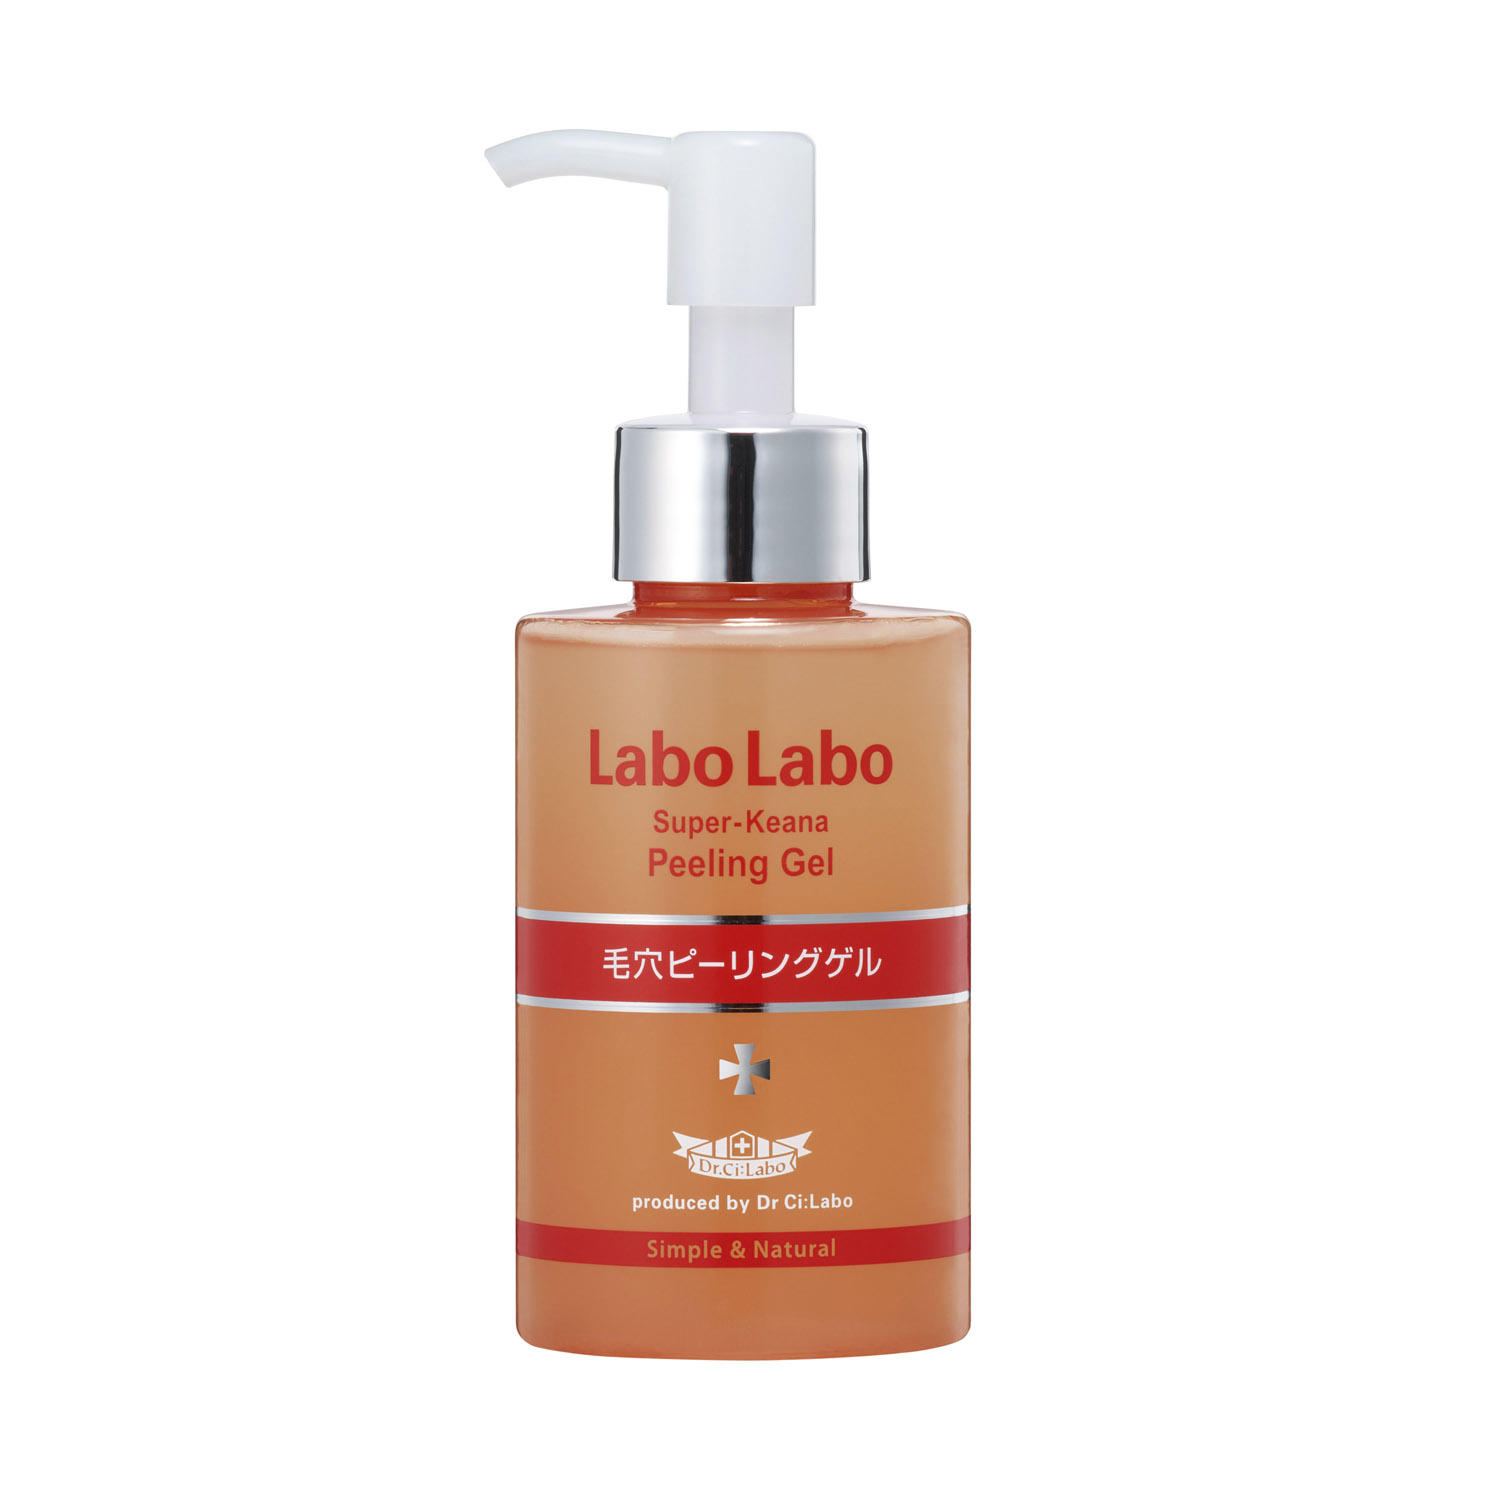 Labo Labo
Super-Keana
Peeling Gel
毛穴ピーリングゲル
Dr.Ci:Labo
produced by Dr Ci:Labo
Simple & Natural